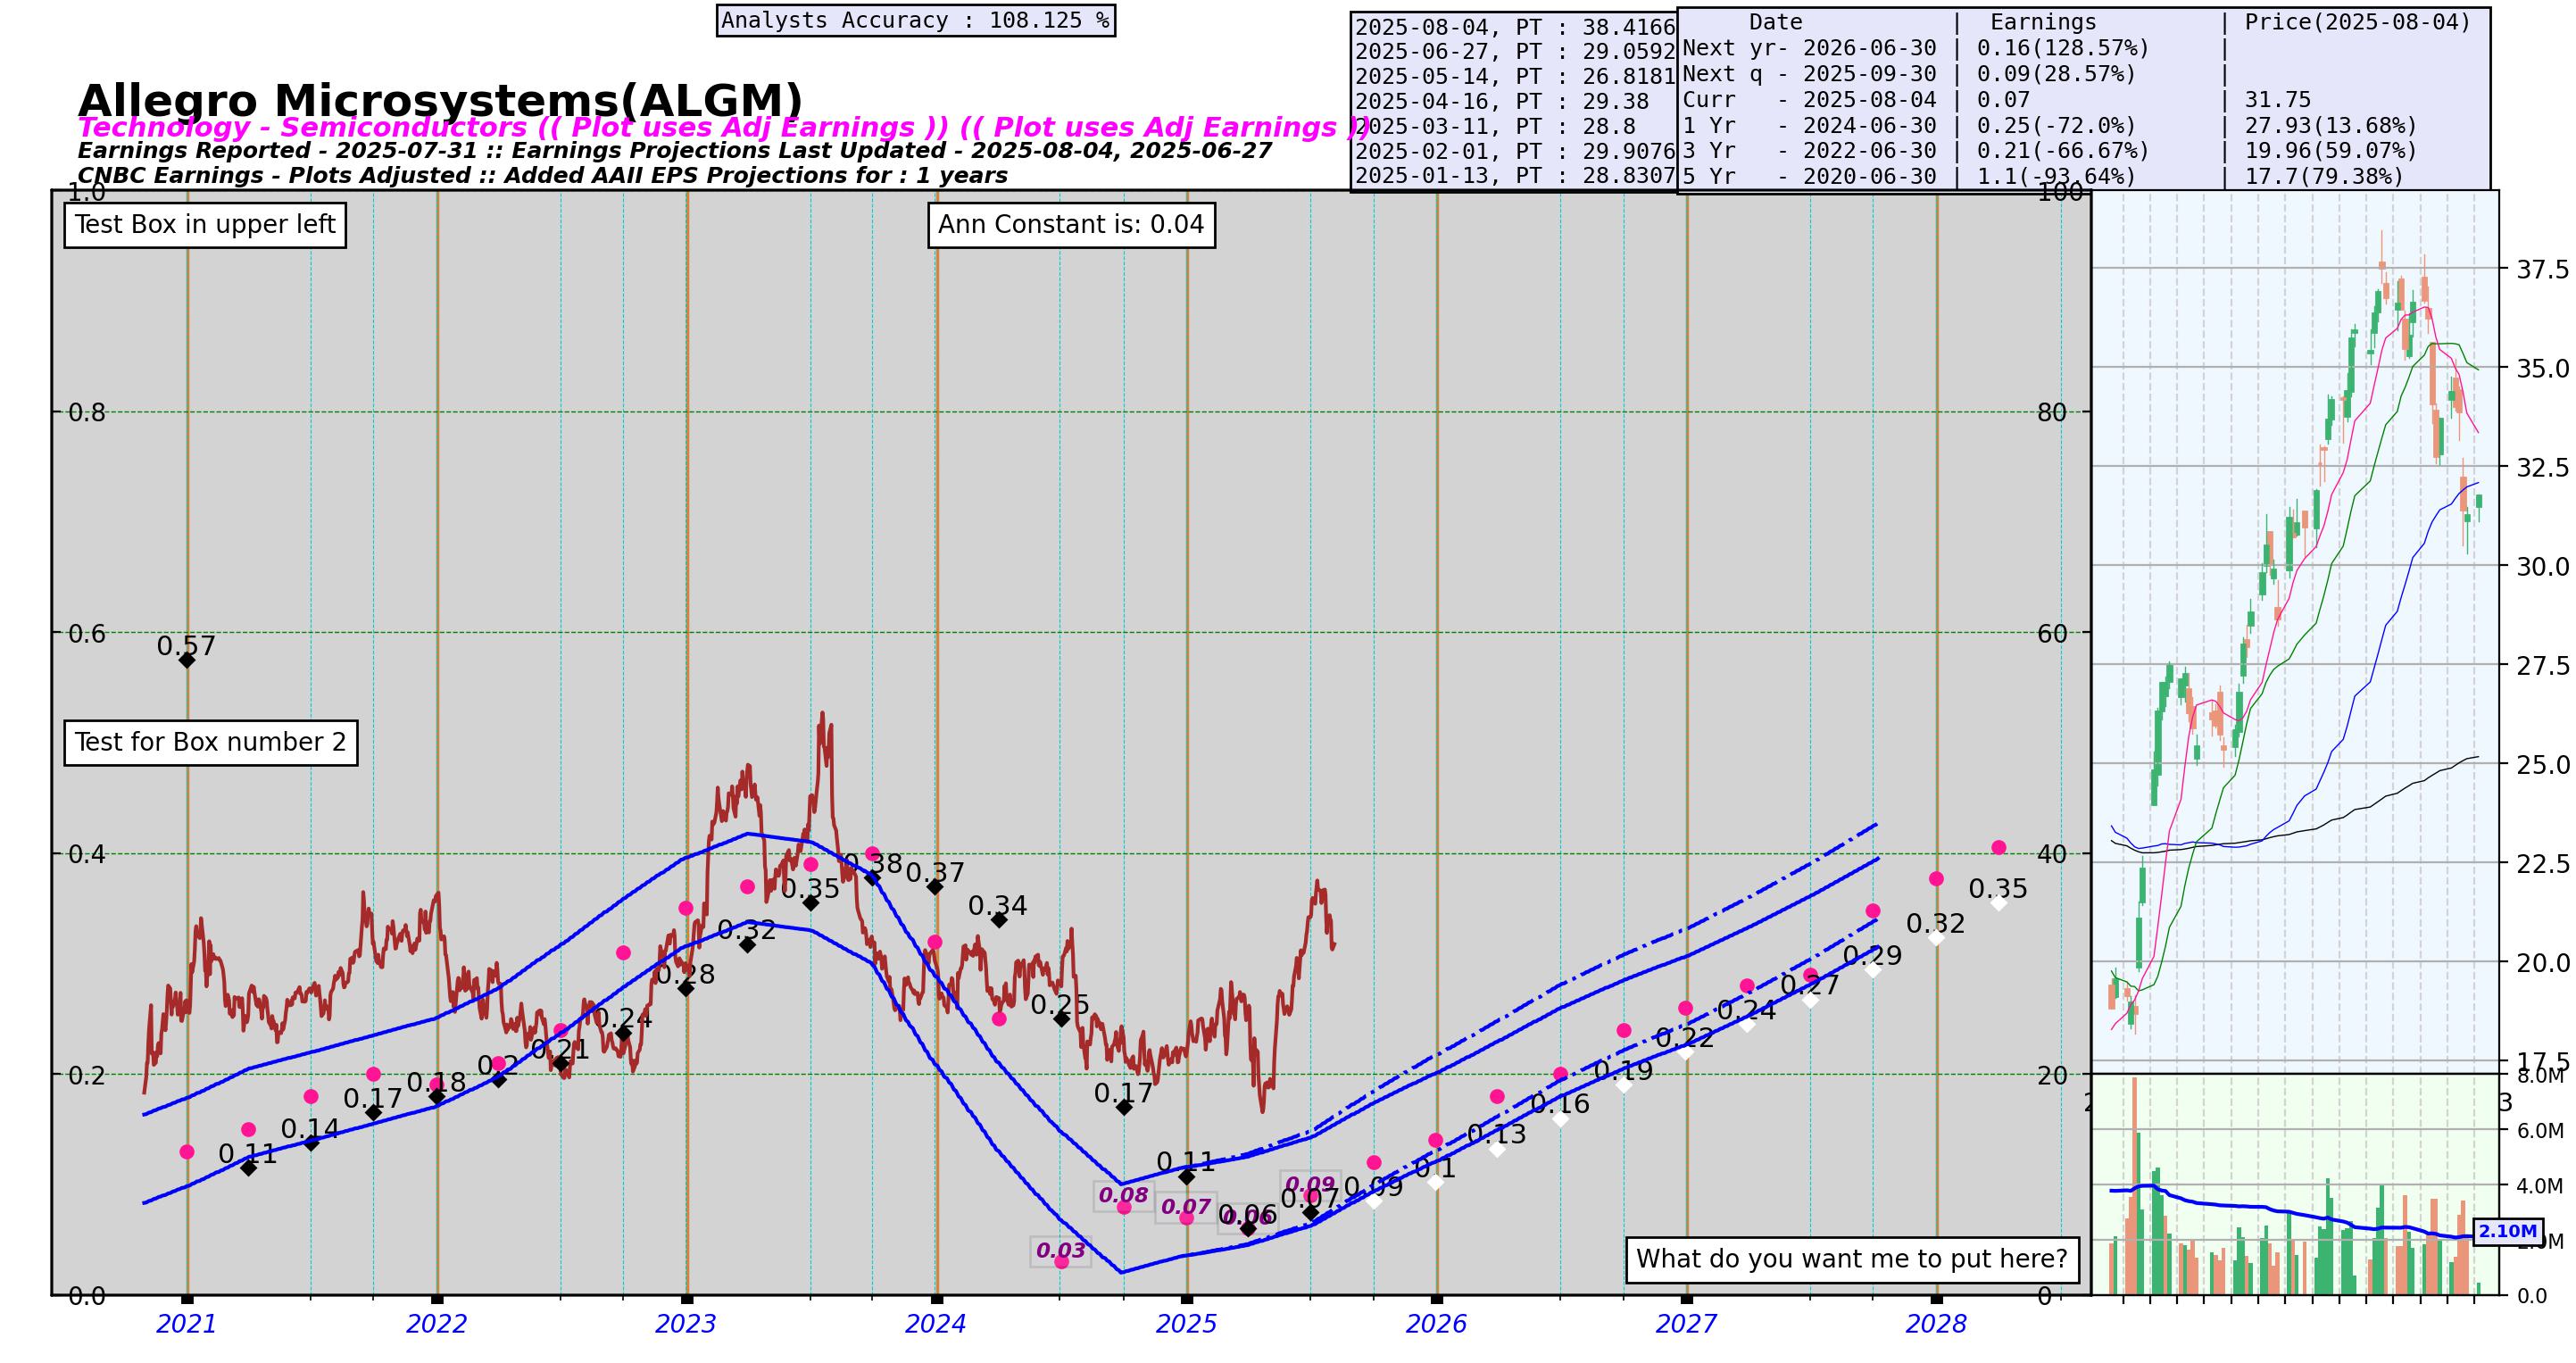 Analysts Accuracy : 108.125 %
Allegro Microsystems(ALGM)
Technology - Semiconductors (( Plot uses Adj Earnings )) (( Plot uses Adj Earnings ))
Earnings Reported - 2025-07-31 :: Earnings Projections Last Updated - 2025-08-04, 2025-06-27
CNBC Earnings - Plots Adjusted :: Added AAII EPS Projections for : 1 years
2025-08-04, PT : 38.4166
2025-06-27, PT : 29.0592
2025-05-14, PT : 26.8181
2025-04-16, PT : 29.38
2025-03-11, PT : 28.8
2025-02-01, PT : 29.9076
2025-01-13, PT : 28.8307
Date | Earnings | Price(2025-08-04)
Next yr- 2026-06-30 | 0.16(128.57%) |
Next q - 2025-09-30 | 0.09(28.57%) |
Curr - 2025-08-04 | 0.07 | 31.75
1 Yr - 2024-06-30 | 0.25(-72.0%) | 27.93(13.68%)
3 Yr - 2022-06-30 | 0.21(-66.67%) | 19.96(59.07%)
5 Yr - 2020-06-30 | 1.1(-93.64%) | 17.7(79.38%)
Test Box in upper left
Ann Constant is: 0.04
Test for Box number 2
What do you want me to put here?
1.0
0.8
0.6
0.4
0.2
0.0
0.57
0.11
0.14
0.17
0.18
0.2
0.21
0.24
0.28
0.32
0.35
0.38
0.37
0.34
0.25
0.17
0.11
0.06
0.07
0.09
0.1
0.13
0.16
0.19
0.22
0.24
0.27
0.29
0.32
0.35
0.03
0.08
0.07
0.06
0.09
100
80
60
40
20
0
2021
2022
2023
2024
2025
2026
2027
2028
37.5
35.0
32.5
30.0
27.5
25.0
22.5
20.0
17.5
8.0M
6.0M
4.0M
2.0M
0.0
2.10M
2
3